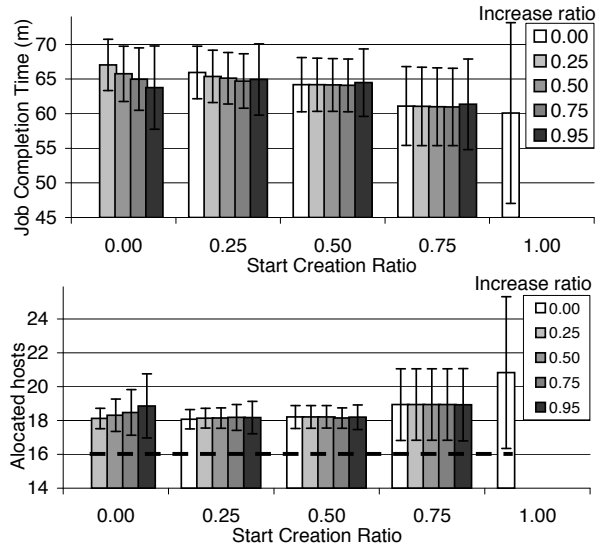 Increase ratio
Job Completion Time (m)
70
65
60
55
50
45
0.00
0.25
0.50
0.75
0.95
0.00 0.25 0.50 0.75 1.00
Start Creation Ratio
Increase ratio
Alocated hosts
24
22
20
18
16
14
0.00
0.25
0.50
0.75
0.95
0.00 0.25 0.50 0.75 1.00
Start Creation Ratio